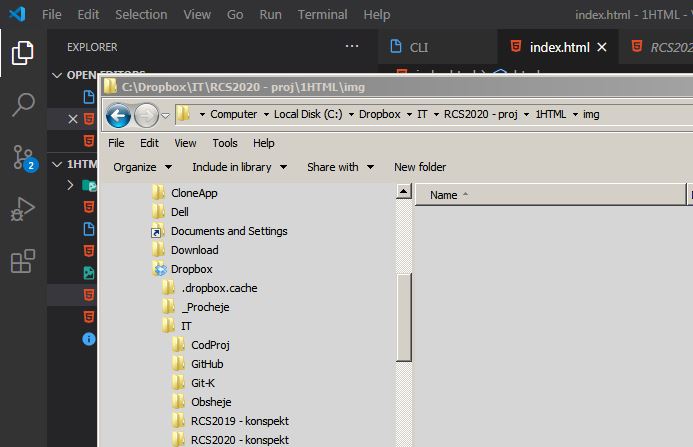 File Edit Selection View Go Run Terminal Help index.html - 1HTML - V
EXPLORER ··· CLI index.html RCS2020
OPEN EDITORS
C:\Dropbox\IT\RCS2020 - proj\1HTML\img
Computer Local Disk (C:) Dropbox IT RCS2020 - proj 1HTML img
File Edit View Tools Help
2
1HTM
Organize Include in library Share with New folder
CloneApp
Name
Dell
Documents and Settings
Download
Dropbox
.dropbox.cache
_Procheje
IT
CodProj
GitHub
Git-K
Obsheje
RCS2019 - konspekt
RCS2020 - konspekt